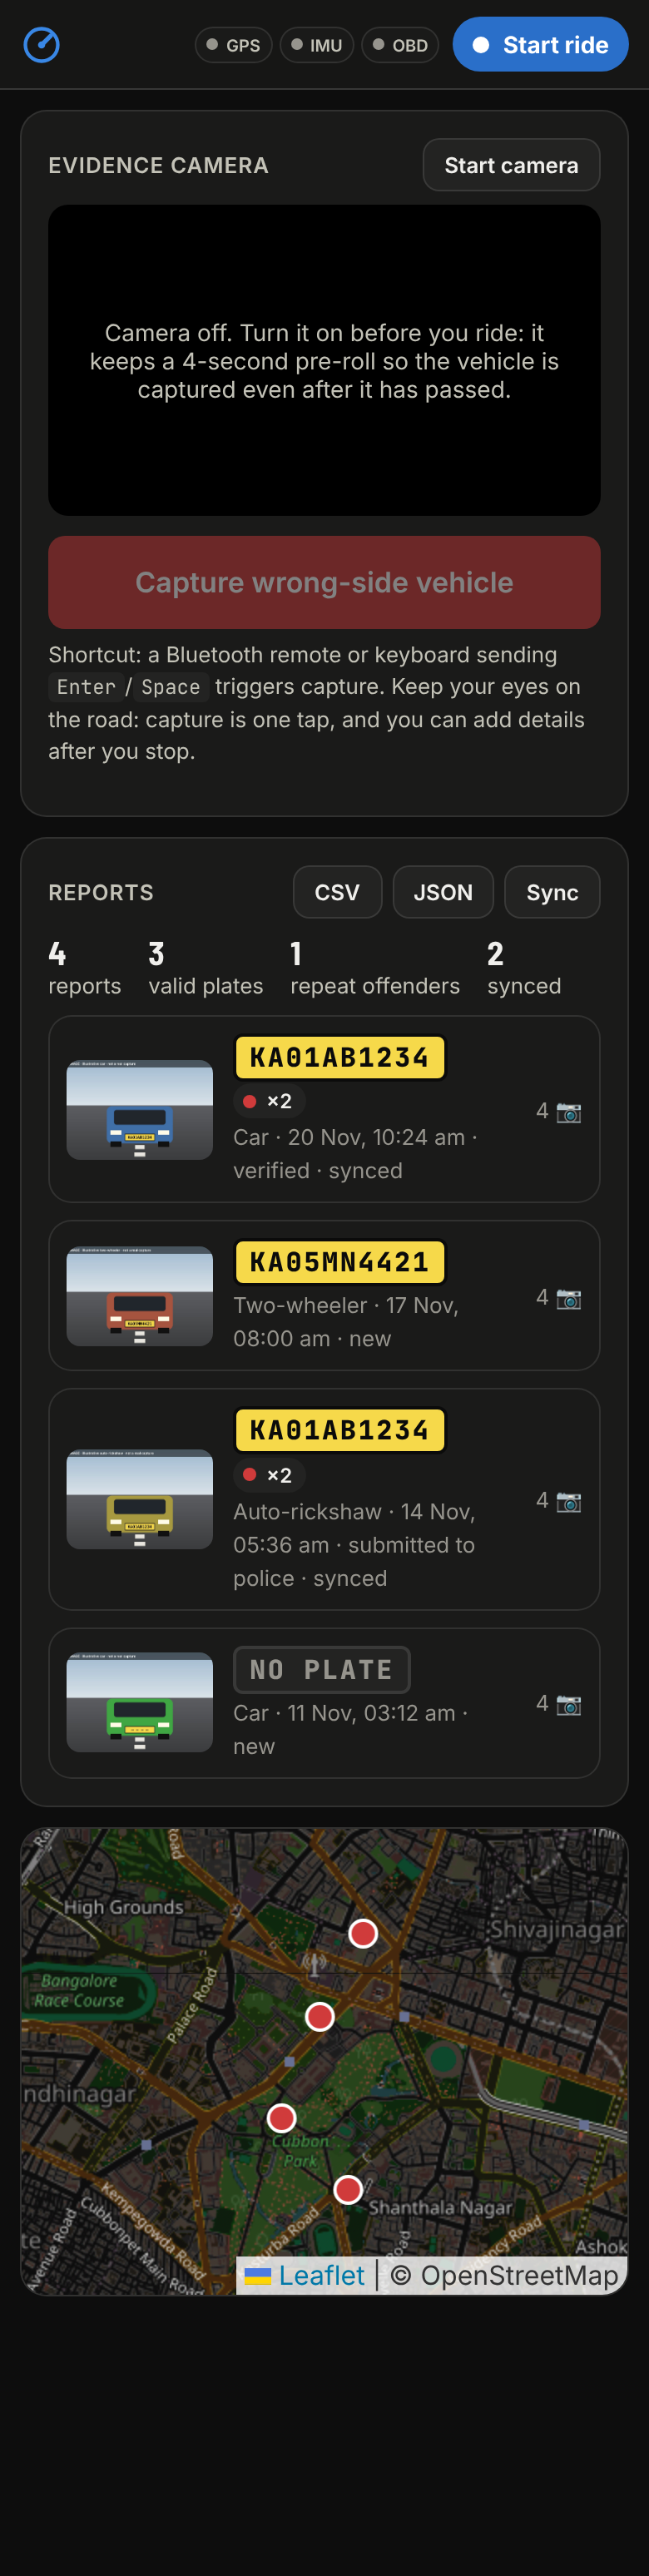 GPS IMU OBD Start ride
EVIDENCE CAMERA Start camera
Camera off. Turn it on before you ride: it
keeps a 4-second pre-roll so the vehicle is
captured even after it has passed.
Capture wrong-side vehicle
Shortcut: a Bluetooth remote or keyboard sending
Enter/Space triggers capture. Keep your eyes on
the road: capture is one tap, and you can add details
after you stop.
REPORTS CSV JSON Sync
4 3 1 2
reports valid plates repeat offenders synced
KA01AB1234
×2
4
Car · 20 Nov, 10:24 am ·
verified · synced
KA05MN4421
4
Two-wheeler · 17 Nov,
08:00 am · new
KA01AB1234
×2
4
Auto-rickshaw · 14 Nov,
05:36 am · submitted to
police · synced
NO PLATE
4
Car · 11 Nov, 03:12 am ·
new
High Grounds
Shivajinagar
Bangalore
Race Course
Palace Road
ndhinagar
Cubbon
Park
Kempegowda Road
Cubbonpet Main Road
Shanthala Nagar
Avenue Road
Ashok
Leaflet | © OpenStreetMap